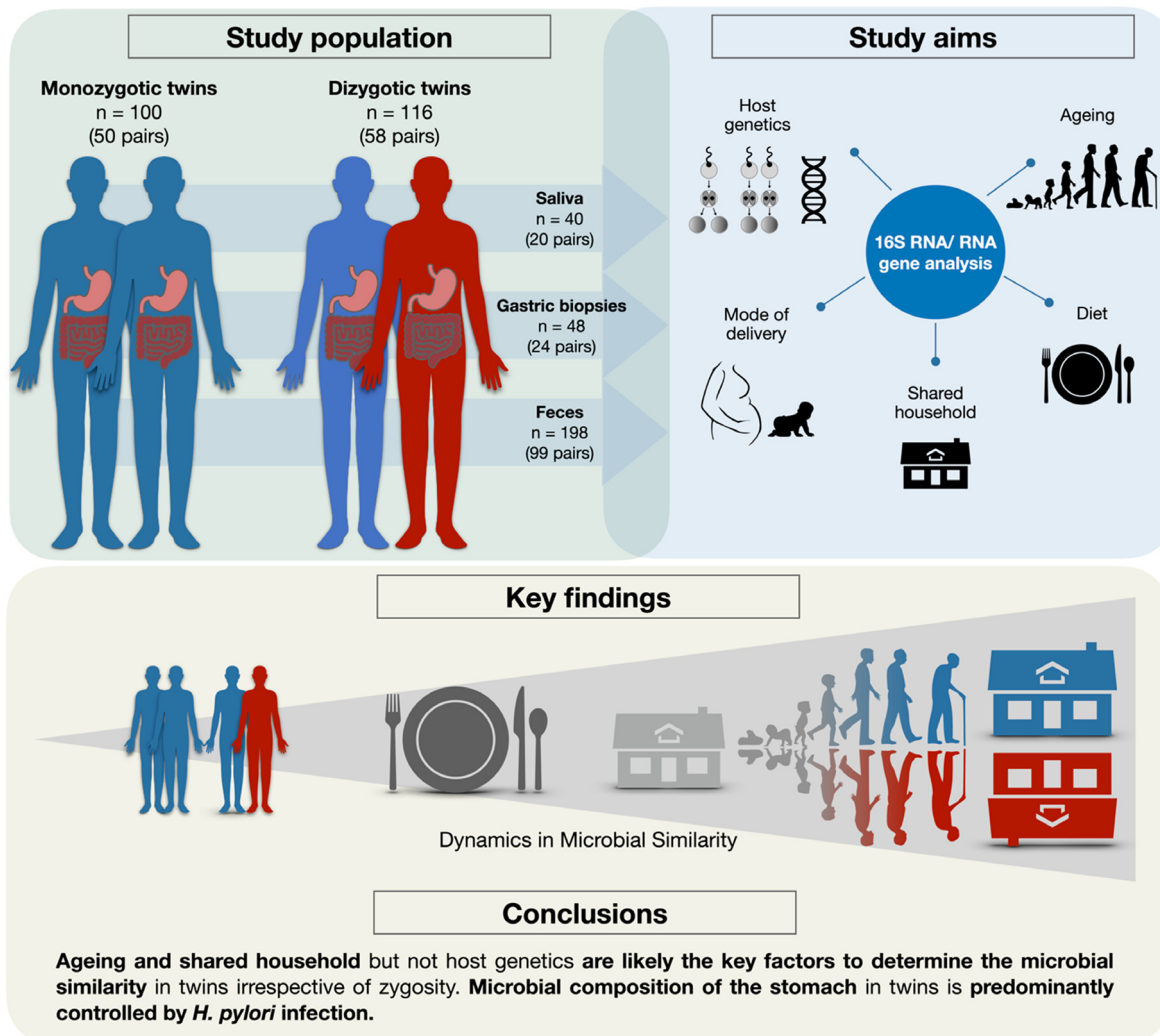 Study population
Monozygotic twins
n = 100
(50 pairs)
Dizygotic twins
n = 116
(58 pairs)
Saliva
n = 40
(20 pairs)
Gastric biopsies
n = 48
(24 pairs)
Feces
n = 198
(99 pairs)
Study aims
Host
genetics
Ageing
16S RNA/ RNA
gene analysis
Mode of
delivery
Diet
Shared
household
Key findings
Dynamics in Microbial Similarity
Conclusions
Ageing and shared household but not host genetics are likely the key factors to determine the microbial
similarity in twins irrespective of zygosity. Microbial composition of the stomach in twins is predominantly
controlled by H. pylori infection.